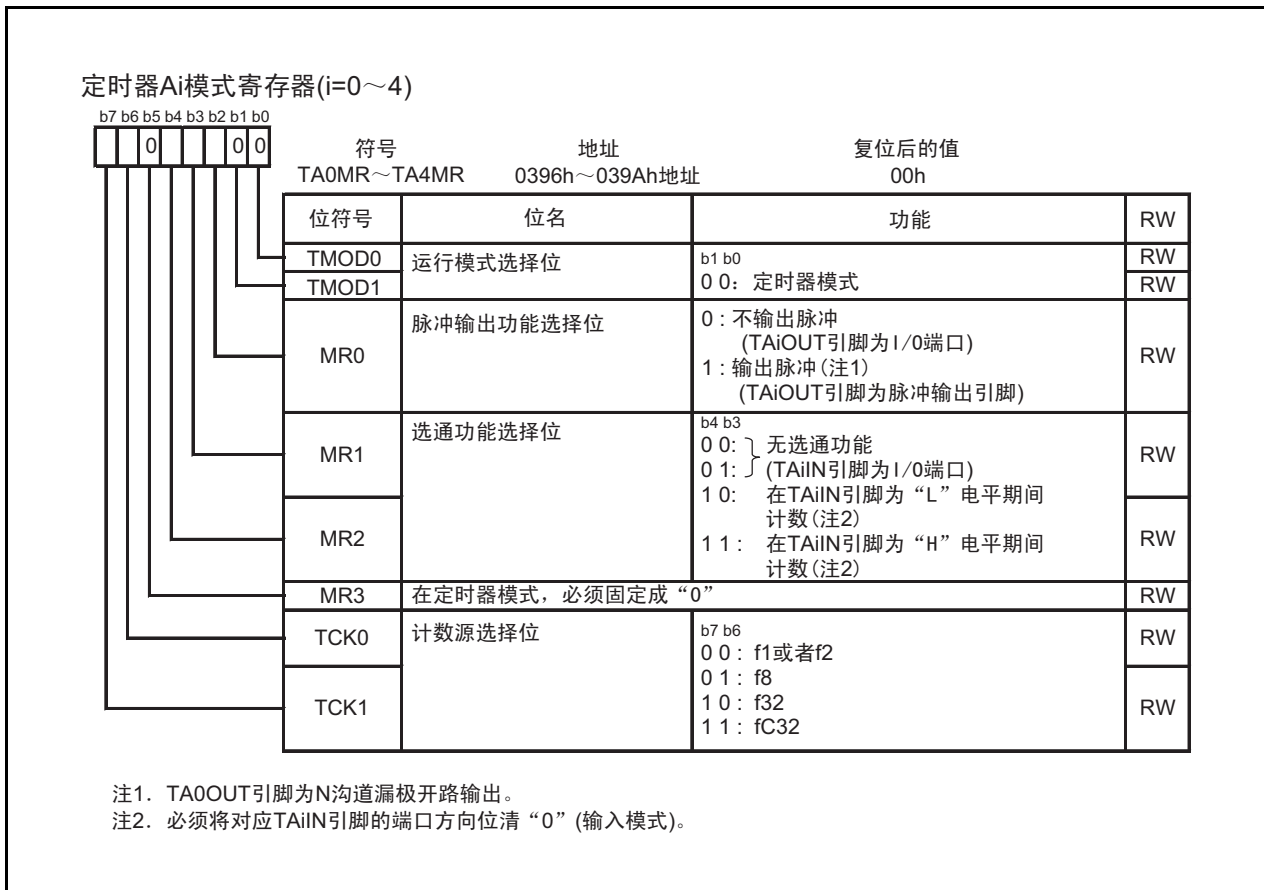 定时器Ai模式寄存器(i=0～4)
b7 b6 b5 b4 b3 b2 b1 b0
0 0 0
符号 地址 复位后的值
TA0MR～TA4MR 0396h～039Ah地址 00h
位符号 位名 功能 RW
TMOD0 运行模式选择位 b1 b0 RW
TMOD1 0 0：定时器模式 RW
脉冲输出功能选择位 0 : 不输出脉冲
(TAiOUT引脚为I/O端口)
MR0 RW
1 : 输出脉冲(注1)
(TAiOUT引脚为脉冲输出引脚)
选通功能选择位 b4 b3
0 0: 无选通功能
MR1 RW
0 1: (TAiIN引脚为I/O端口)
1 0: 在TAiIN引脚为“L”电平期间
计数(注2)
MR2 1 1 : 在TAiIN引脚为“H”电平期间 RW
计数(注2)
MR3 在定时器模式，必须固定成“0” RW
TCK0 计数源选择位 b7 b6 RW
0 0 : f1或者f2
0 1 : f8
TCK1 1 0 : f32 RW
1 1 : fC32
注1．TA0OUT引脚为N沟道漏极开路输出。
注2．必须将对应TAiIN引脚的端口方向位清“0”(输入模式)。